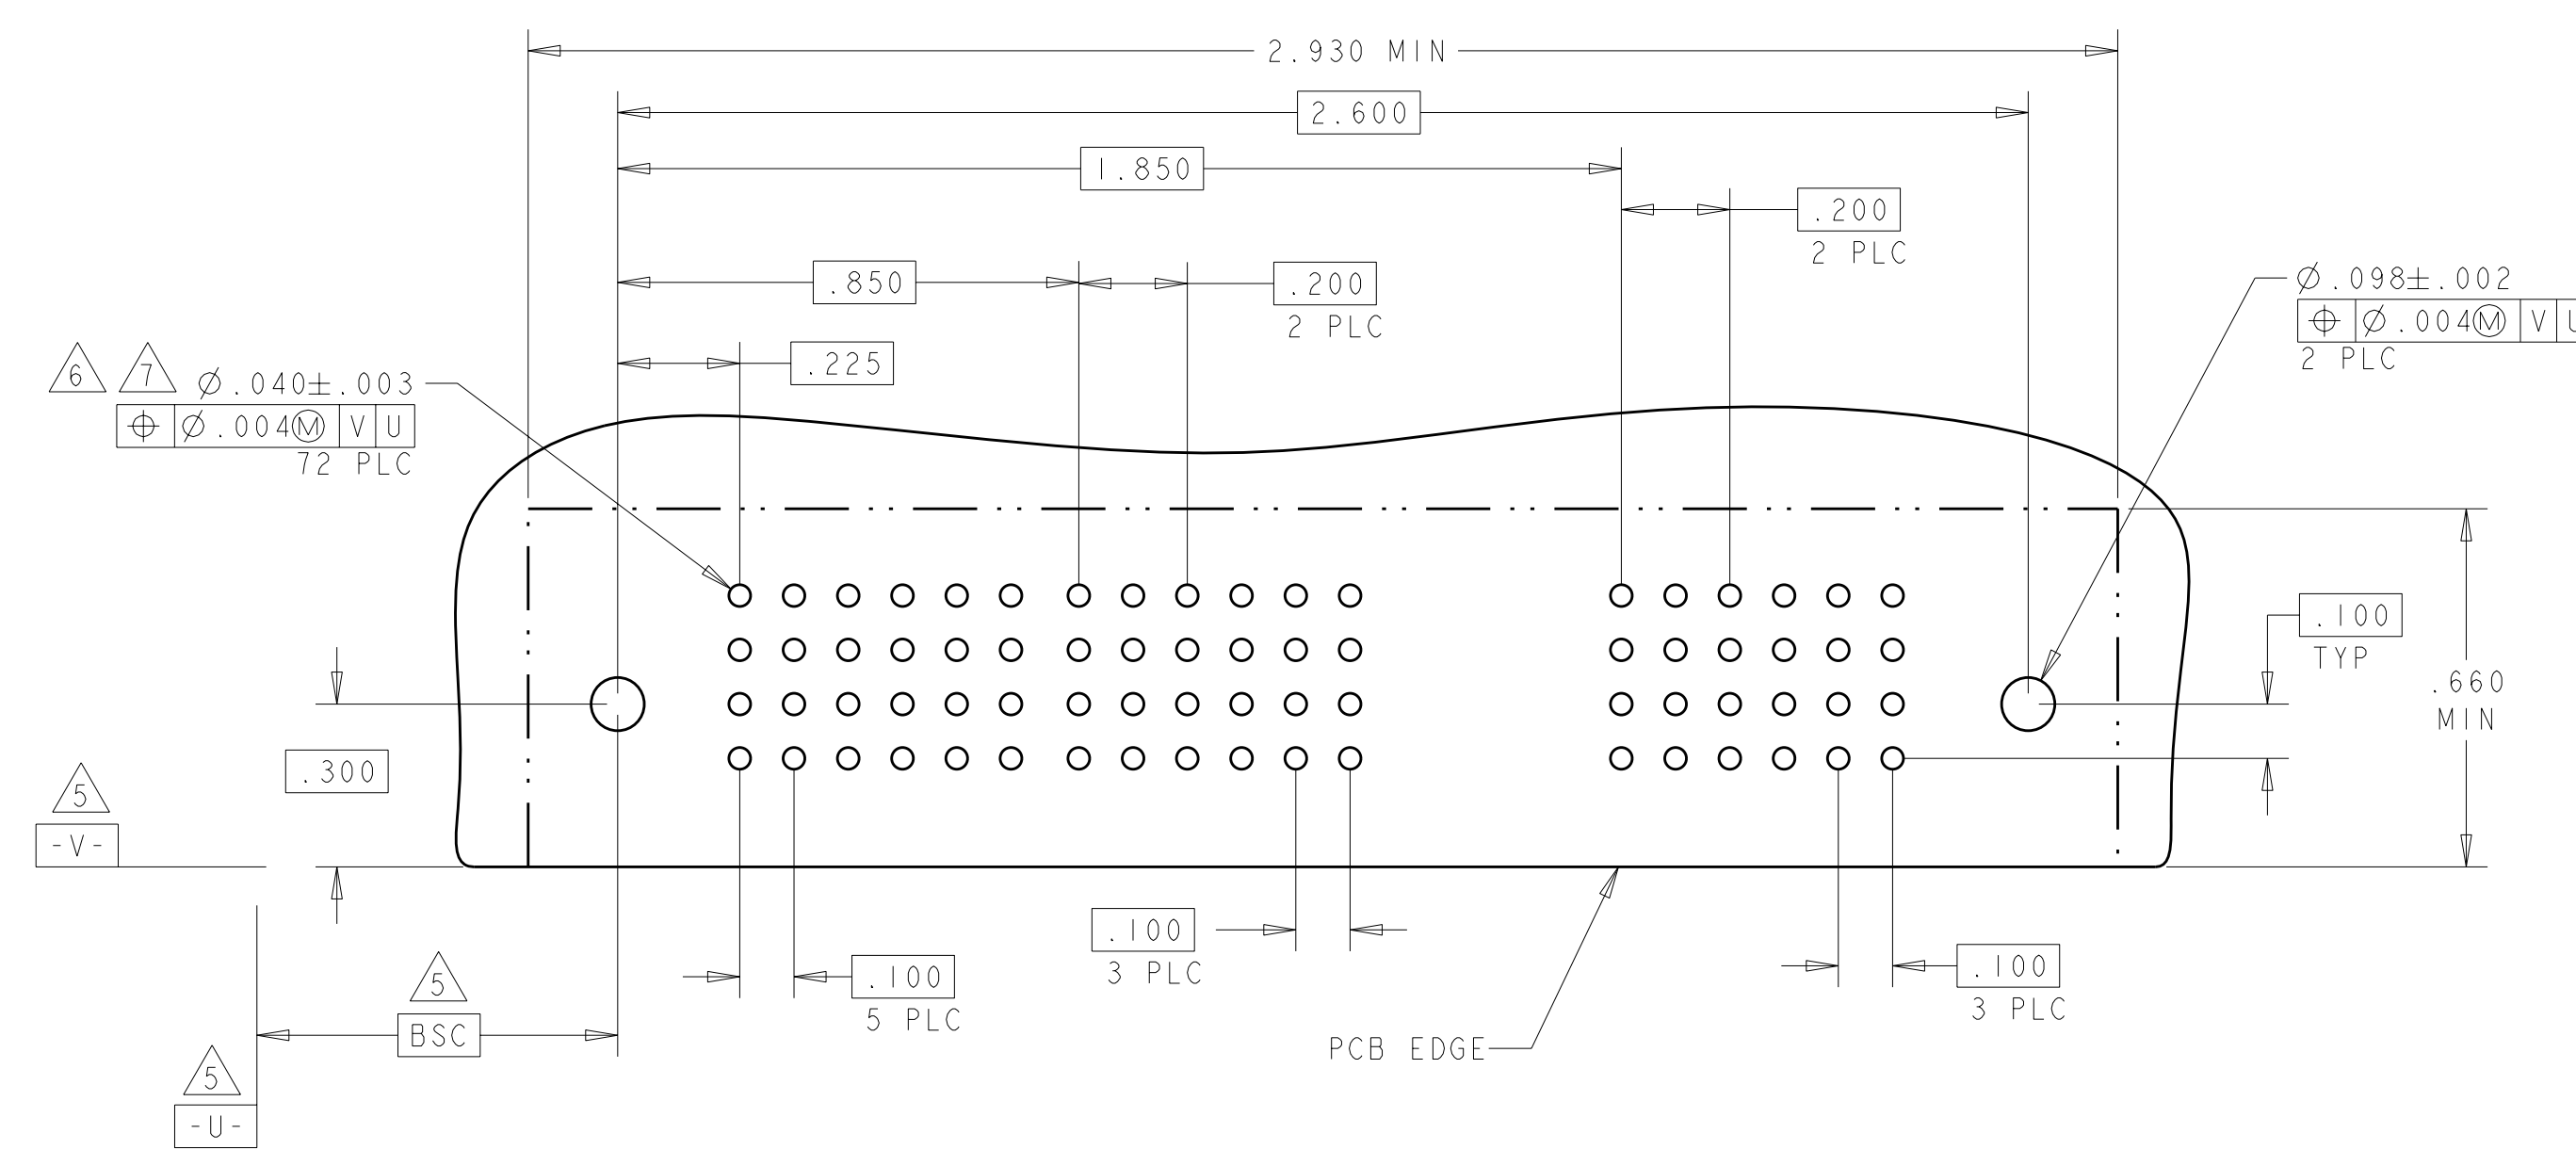 2.930 MIN
2.600
1.850
.200
2 PLC
.850
.200
2 PLC
.225
6 7 Ø.040±.003
⌖ Ø.004Ⓜ V U
72 PLC
Ø.098±.002
⌖ Ø.004Ⓜ V U
2 PLC
.100
TYP
.660
MIN
.300
5
-V-
.100
3 PLC
.100
5 PLC
.100
3 PLC
5
BSC
PCB EDGE
5
-U-